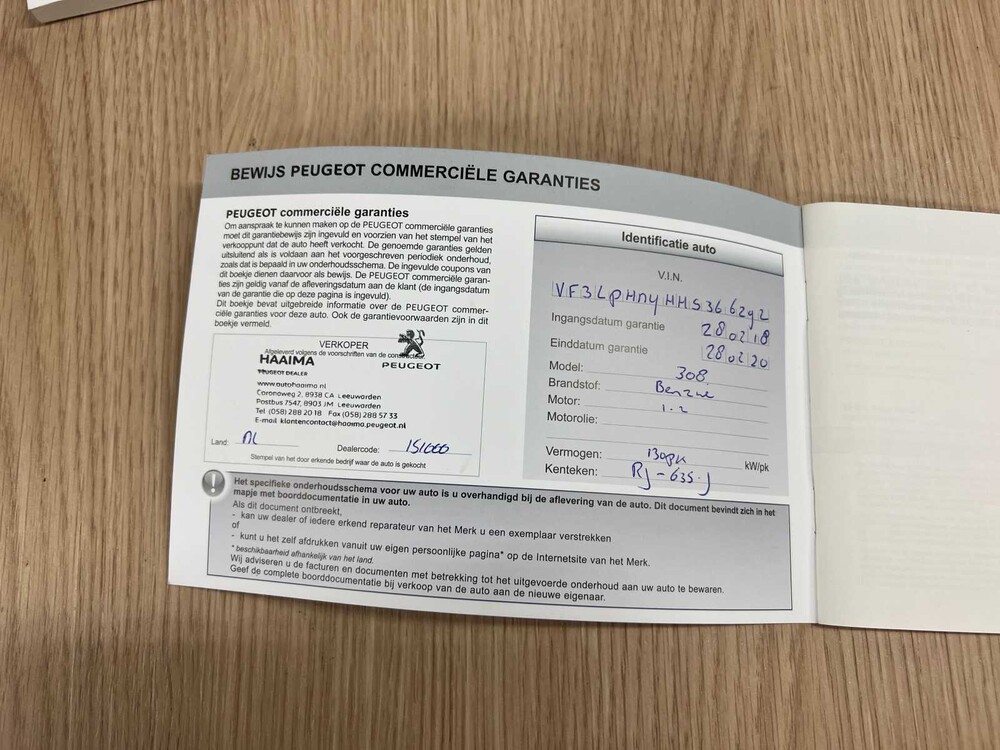 BEWIJS PEUGEOT COMMERCIËLE GARANTIES
PEUGEOT commerciële garanties
Om aanspraak te kunnen maken op de PEUGEOT commerciële garanties
moet dit garantiebewijs zijn ingevuld en voorzien van het stempel van het
verkooppunt dat de auto heeft verkocht. De genoemde garanties gelden
uitsluitend als is voldaan aan het voorgeschreven periodiek onderhoud,
zoals dat is bepaald in uw onderhoudsschema. De ingevulde coupons van
dit boekje dienen daarvoor als bewijs. De PEUGEOT commerciële garan-
ties zijn geldig vanaf de afleveringsdatum aan de klant (de ingangsdatum
van de garantie die op deze pagina is ingevuld).
Dit boekje bevat uitgebreide informatie over de PEUGEOT commer-
ciële garanties voor deze auto. Ook de garantievoorwaarden zijn in dit
boekje vermeld.
VERKOPER
Afgeleverd volgens de voorschriften van de constructeur.
HAAIMA
PEUGEOT DEALER
PEUGEOT
www.autohaaima.nl
Coronaweg 2, 8938 CA Leeuwarden
Postbus 7547, 8903 JM Leeuwarden
Tel (058) 288 20 18 Fax (058) 288 57 33
E-mail klantencontact@haaima.peugeot.nl
Land: NL
Dealercode: 151000
Stempel van het door erkende bedrijf waar de auto is gekocht
Identificatie auto
V.I.N.
VF3LPHNYHHS366292
Ingangsdatum garantie 28 02 18
Einddatum garantie 28 02 20
Model: 308
Brandstof: Benzine
Motor: 1.2
Motorolie:
Vermogen: 130pk kW/pk
Kenteken: RJ-635-J
Het specifieke onderhoudsschema voor uw auto is u overhandigd bij de aflevering van de auto. Dit document bevindt zich in het
mapje met boorddocumentatie in uw auto.
Als dit document ontbreekt,
- kan uw dealer of iedere erkend reparateur van het Merk u een exemplaar verstrekken
of
- kunt u het zelf afdrukken vanuit uw eigen persoonlijke pagina* op de Internetsite van het Merk.
* beschikbaarheid afhankelijk van het land.
Wij adviseren u de facturen en documenten met betrekking tot het uitgevoerde onderhoud aan uw auto te bewaren.
Geef de complete boorddocumentatie bij verkoop van de auto aan de nieuwe eigenaar.